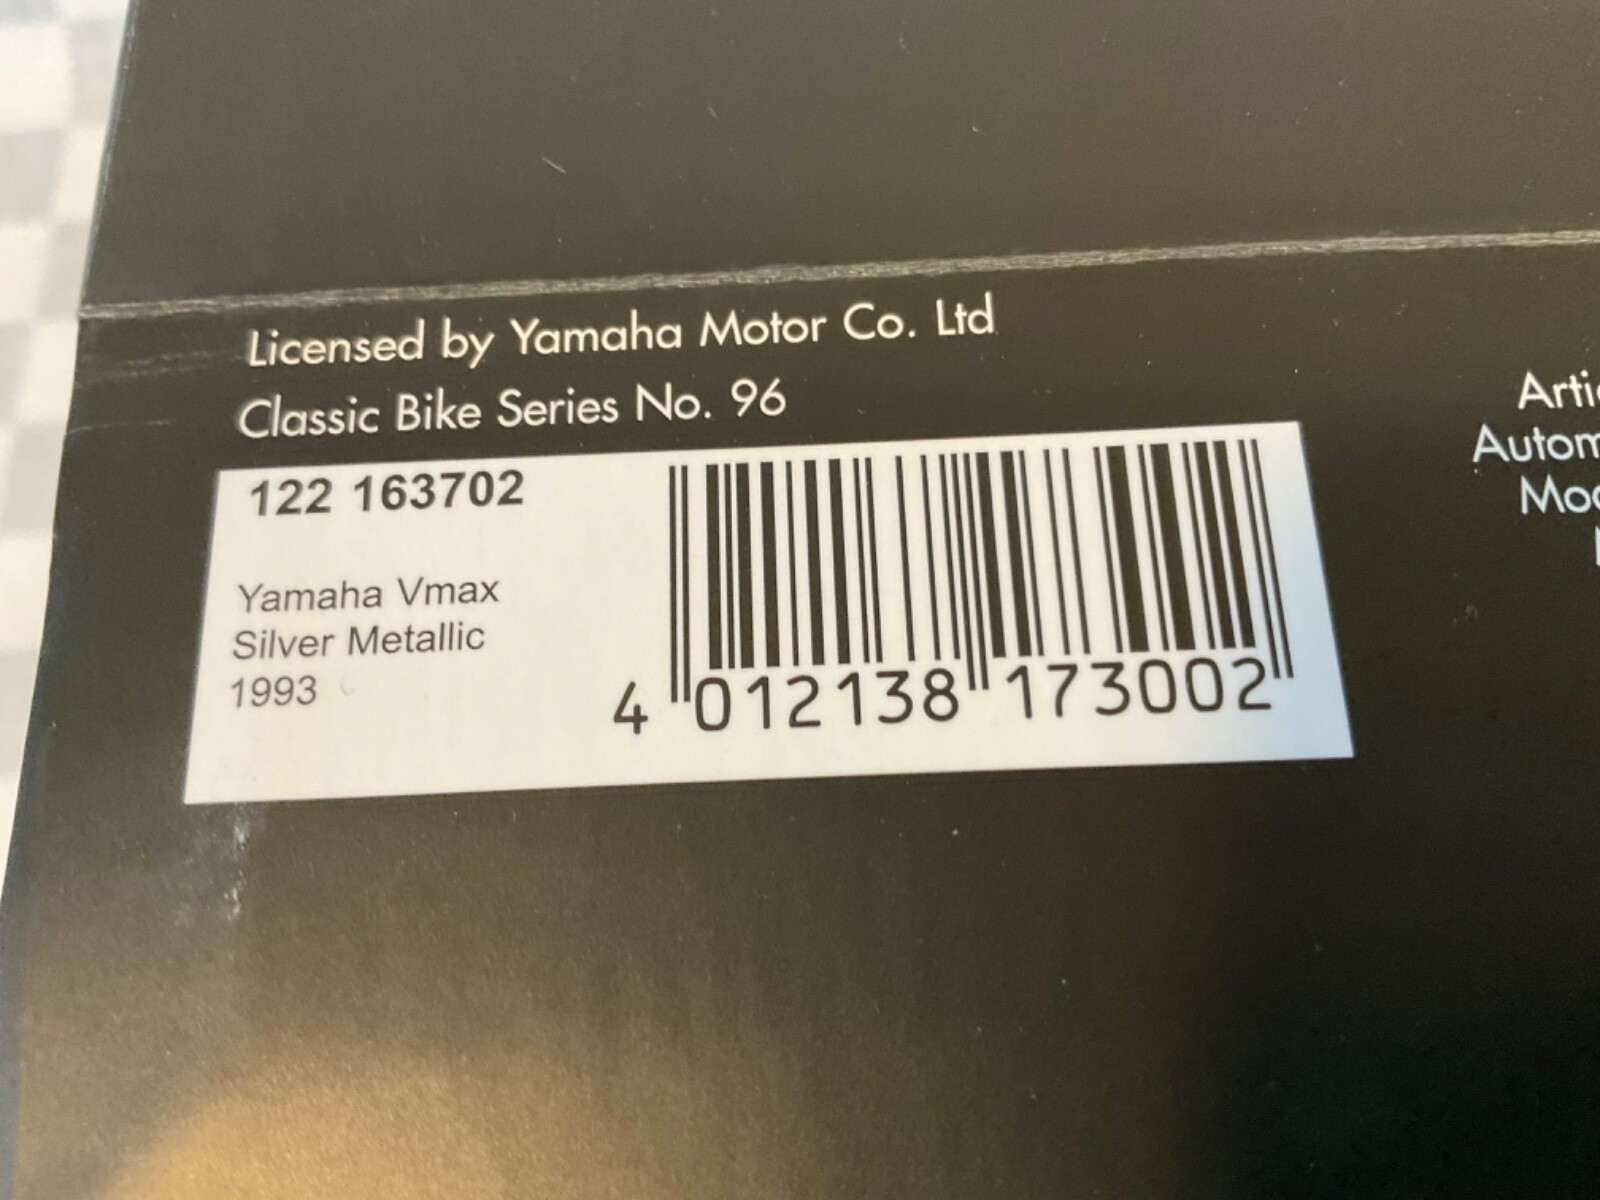 Licensed by Yamaha Motor Co. Ltd
Classic Bike Series No. 96
122 163702
Yamaha Vmax
Silver Metallic
1993
4 012138 173002